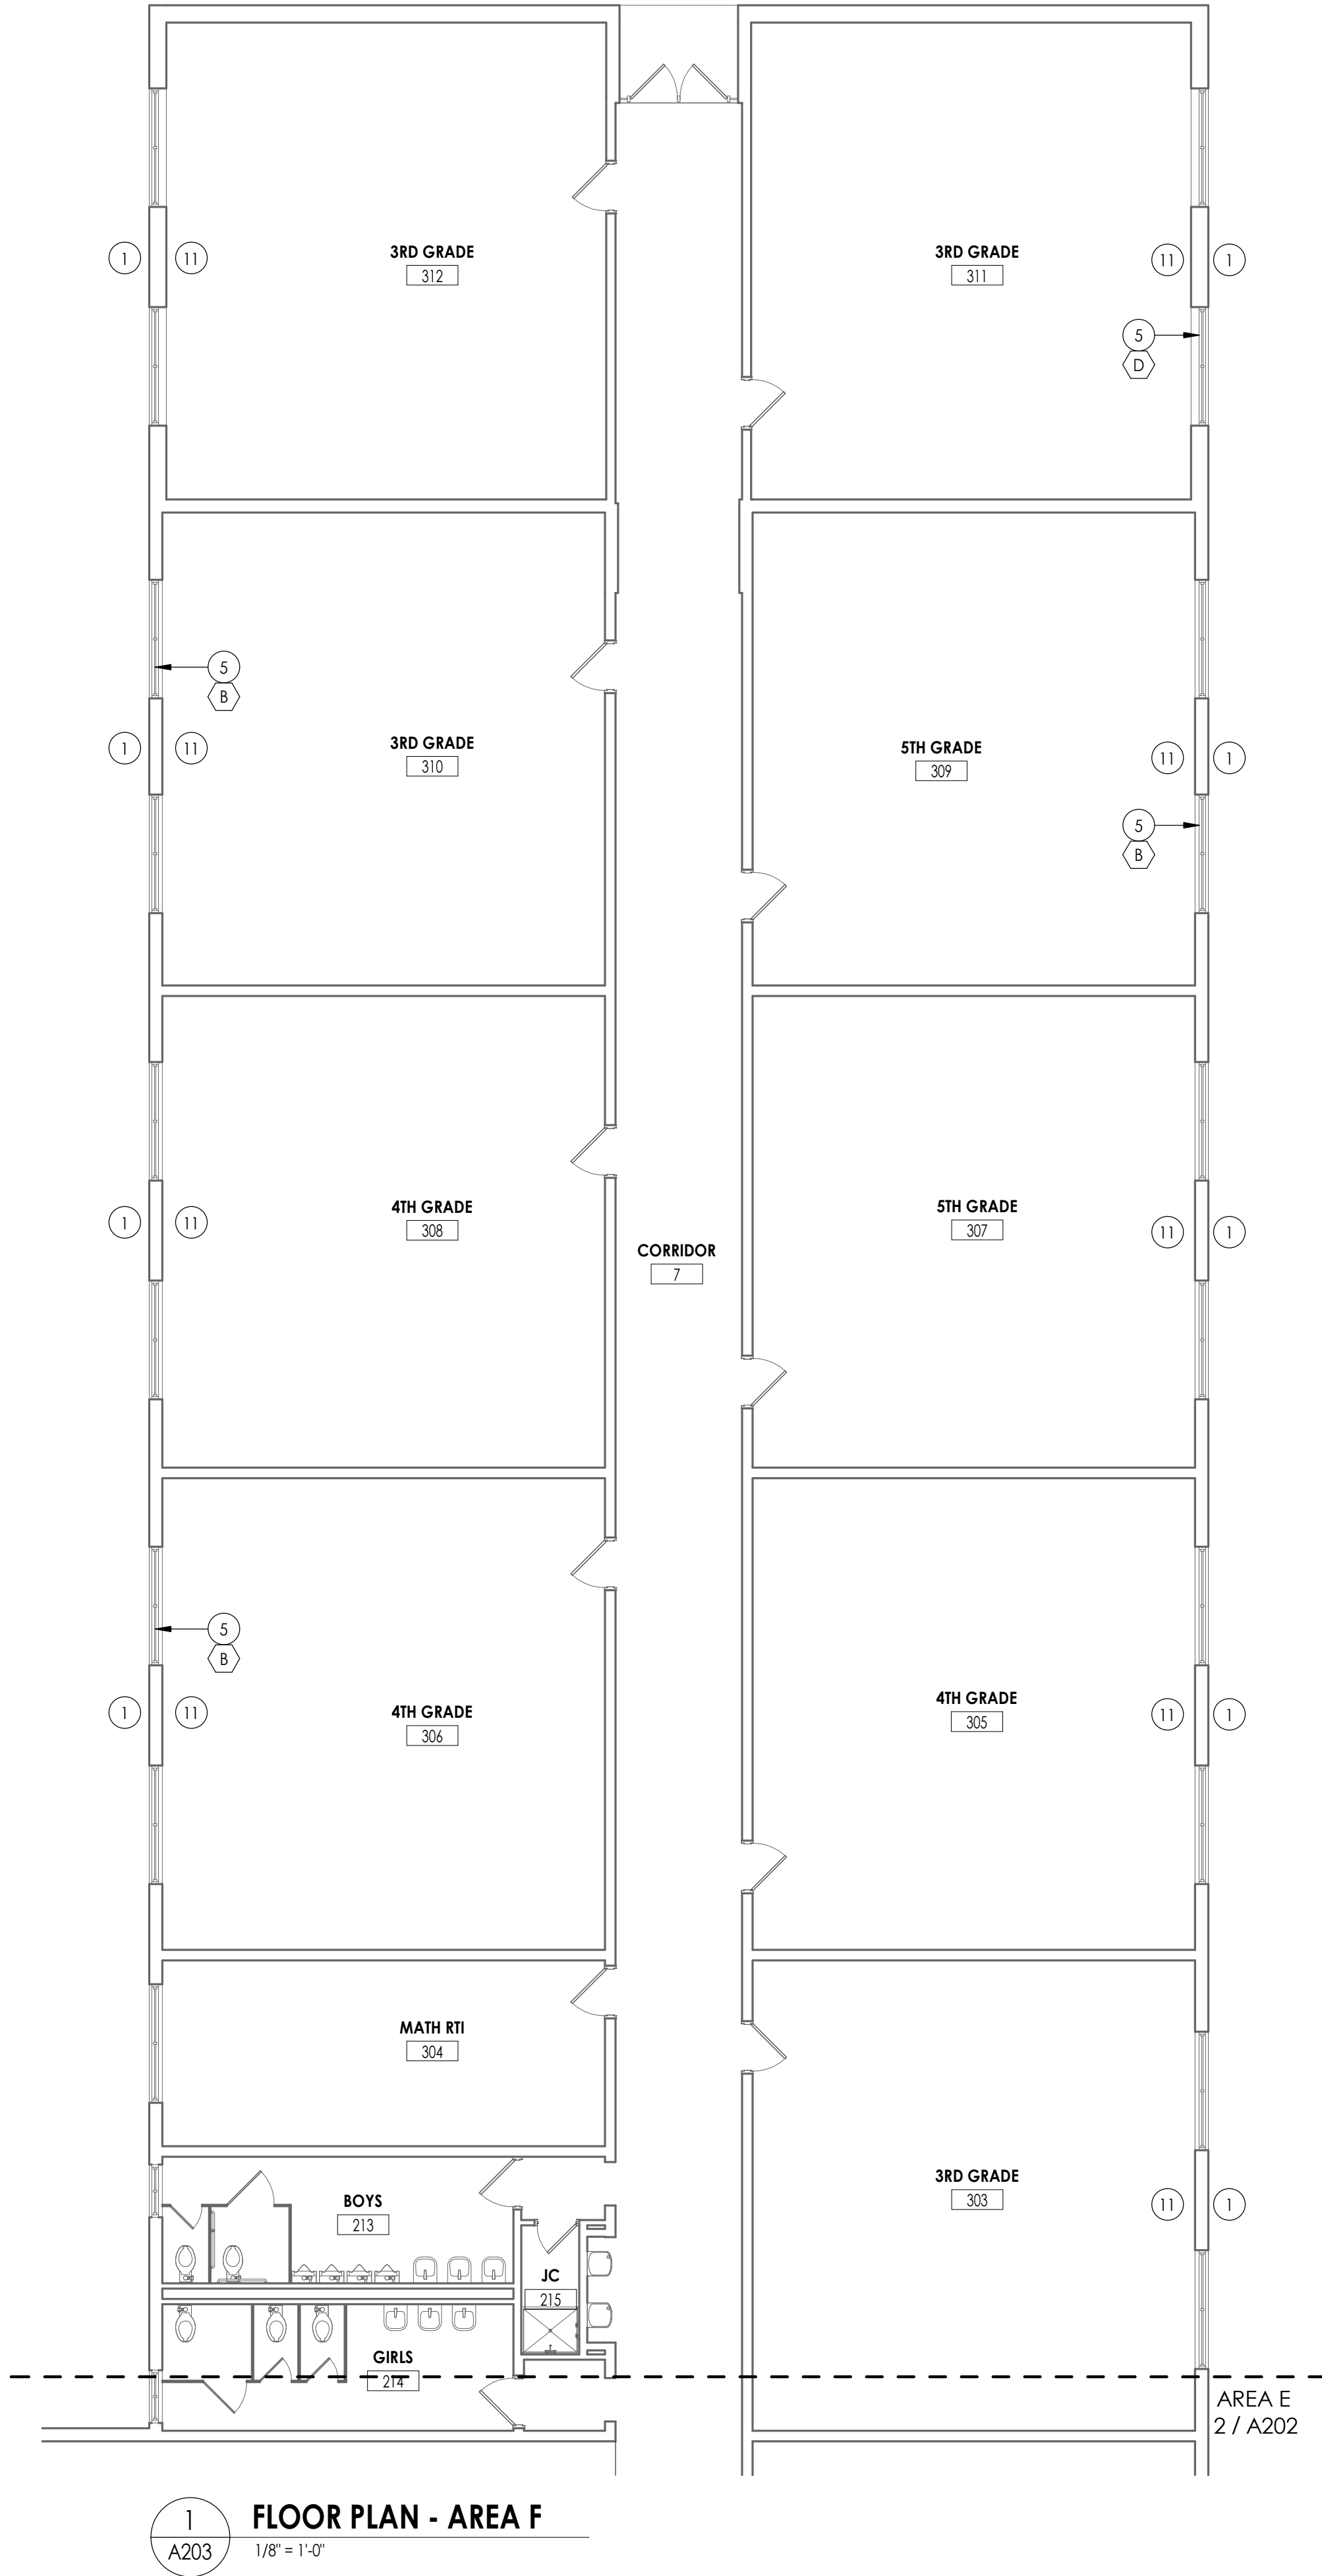 3RD GRADE
312
1
11
3RD GRADE
311
11
1
5
D
5
B
3RD GRADE
310
1
11
5TH GRADE
309
11
1
5
B
4TH GRADE
308
1
11
5TH GRADE
307
11
1
CORRIDOR
7
5
B
4TH GRADE
306
1
11
4TH GRADE
305
11
1
MATH RTI
304
3RD GRADE
303
11
1
BOYS
213
JC
215
GIRLS
214
AREA E
2 / A202
1
A203
FLOOR PLAN - AREA F
1/8" = 1'-0"